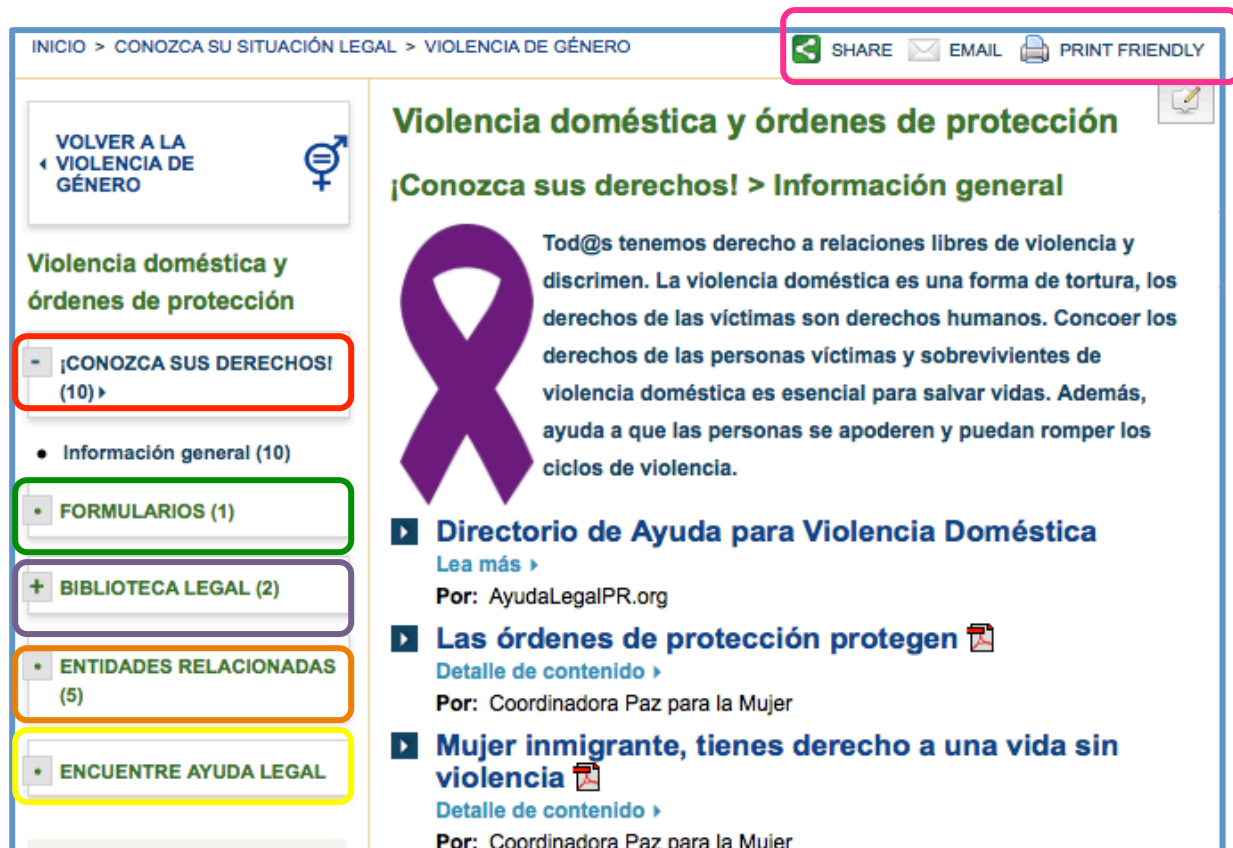 INICIO > CONOZCA SU SITUACIÓN LEGAL > VIOLENCIA DE GÉNERO
SHARE EMAIL PRINT FRIENDLY
VOLVER A LA
VIOLENCIA DE
GÉNERO
Violencia doméstica y
órdenes de protección
- ¡CONOZCA SUS DERECHOS!
(10)
• Información general (10)
• FORMULARIOS (1)
+ BIBLIOTECA LEGAL (2)
• ENTIDADES RELACIONADAS
(5)
• ENCUENTRE AYUDA LEGAL
Violencia doméstica y órdenes de protección
¡Conozca sus derechos! > Información general
Tod@s tenemos derecho a relaciones libres de violencia y
discrimen. La violencia doméstica es una forma de tortura, los
derechos de las víctimas son derechos humanos. Concoer los
derechos de las personas víctimas y sobrevivientes de
violencia doméstica es esencial para salvar vidas. Además,
ayuda a que las personas se apoderen y puedan romper los
ciclos de violencia.
Directorio de Ayuda para Violencia Doméstica
Lea más
Por: AyudaLegalPR.org
Las órdenes de protección protegen
Detalle de contenido
Por: Coordinadora Paz para la Mujer
Mujer inmigrante, tienes derecho a una vida sin
violencia
Detalle de contenido
Por: Coordinadora Paz para la Mujer